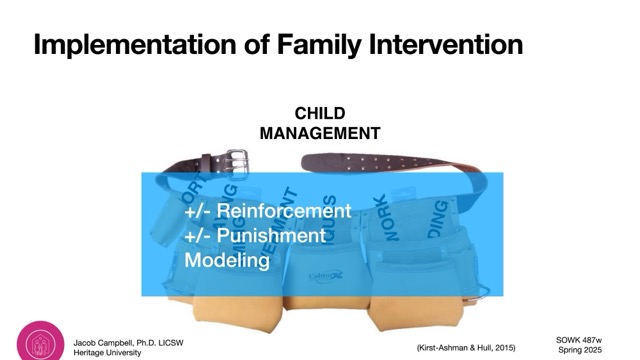 Implementation of Family Intervention
CHILD
MANAGEMENT
+/- Reinforcement
+/- Punishment
Modeling
Jacob Campbell, Ph.D. LICSW
Heritage University
(Kirst-Ashman & Hull, 2015)
SOWK 487w
Spring 2025